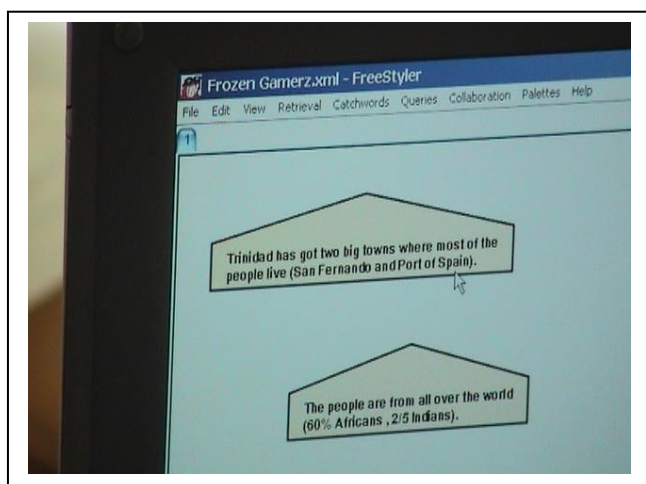 Frozen Gamerz.xml - FreeStyler
File Edit View Retrieval Catchwords Queries Collaboration Palettes Help
1
Trinidad has got two big towns where most of the
people live (San Fernando and Port of Spain).
The people are from all over the world
(60% Africans , 2/5 Indians).